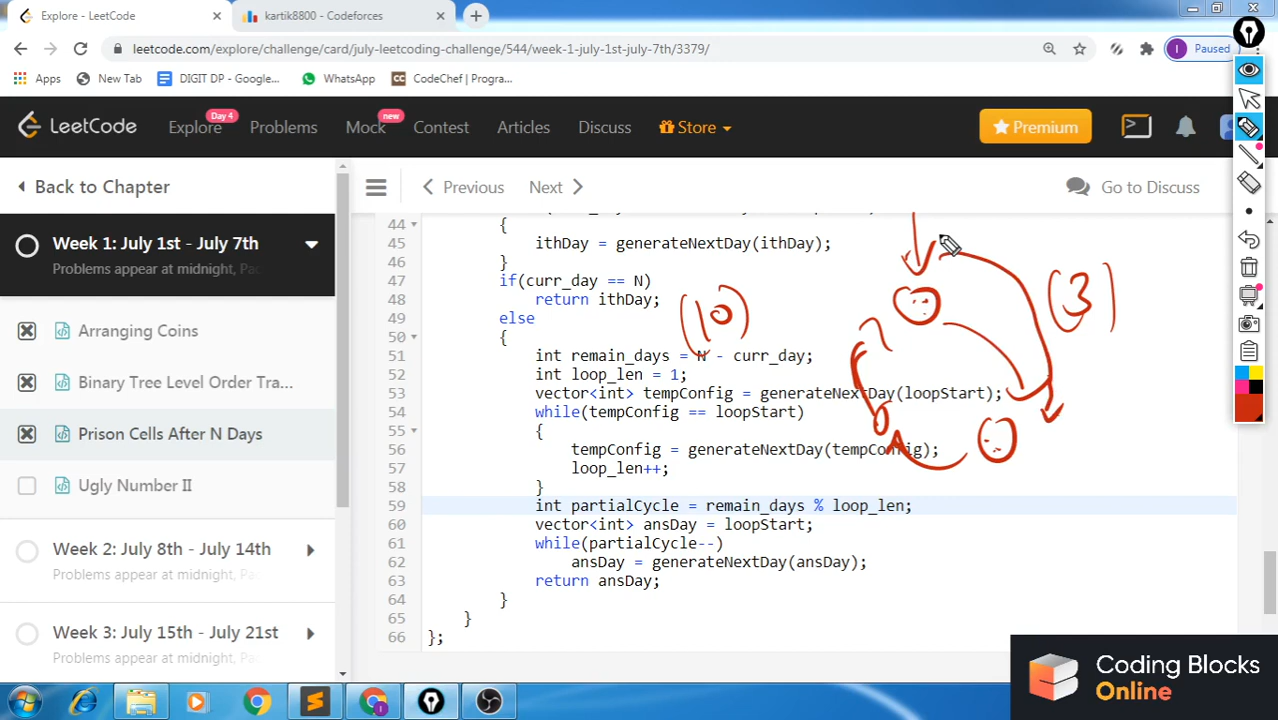 Explore - LeetCode
kartik8800 - Codeforces
leetcode.com/explore/challenge/card/july-leetcoding-challenge/544/week-1-july-1st-july-7th/3379/
I Paused
Apps
New Tab
DIGIT DP - Google...
WhatsApp
CC CodeChef | Progra...
LeetCode
Explore
Day 4
Problems
Mock
new
Contest
Articles
Discuss
Store
Premium
Back to Chapter
Previous
Next
Go to Discuss
Week 1: July 1st - July 7th
Problems appear at midnight, Pac
Arranging Coins
Binary Tree Level Order Tra...
Prison Cells After N Days
Ugly Number II
Week 2: July 8th - July 14th
Problems appear at midnight, Pac
Week 3: July 15th - July 21st
Problems appear at midnight, Pac
44 {
45 ithDay = generateNextDay(ithDay);
46 }
47 if(curr_day == N)
48 return ithDay;
49 else
50 {
51 int remain_days = N - curr_day;
52 int loop_len = 1;
53 vector<int> tempConfig = generateNextDay(loopStart);
54 while(tempConfig == loopStart)
55 {
56 tempConfig = generateNextDay(tempConfig);
57 loop_len++;
58 }
59 int partialCycle = remain_days % loop_len;
60 vector<int> ansDay = loopStart;
61 while(partialCycle--)
62 ansDay = generateNextDay(ansDay);
63 return ansDay;
64 }
65 }
66 };
(10)
(3)
Coding Blocks
Online